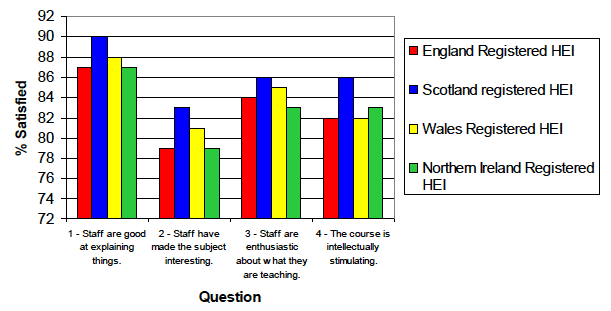 92
90
88
86
84
82
80
78
76
74
72
% Satisfied
1 - Staff are good
at explaining
things.
2 - Staff have
made the subject
interesting.
3 - Staff are
enthusiastic
about what they
are teaching.
4 - The course is
intellectually
stimulating.
Question
England Registered HEI
Scotland registered HEI
Wales Registered HEI
Northern Ireland Registered
HEI